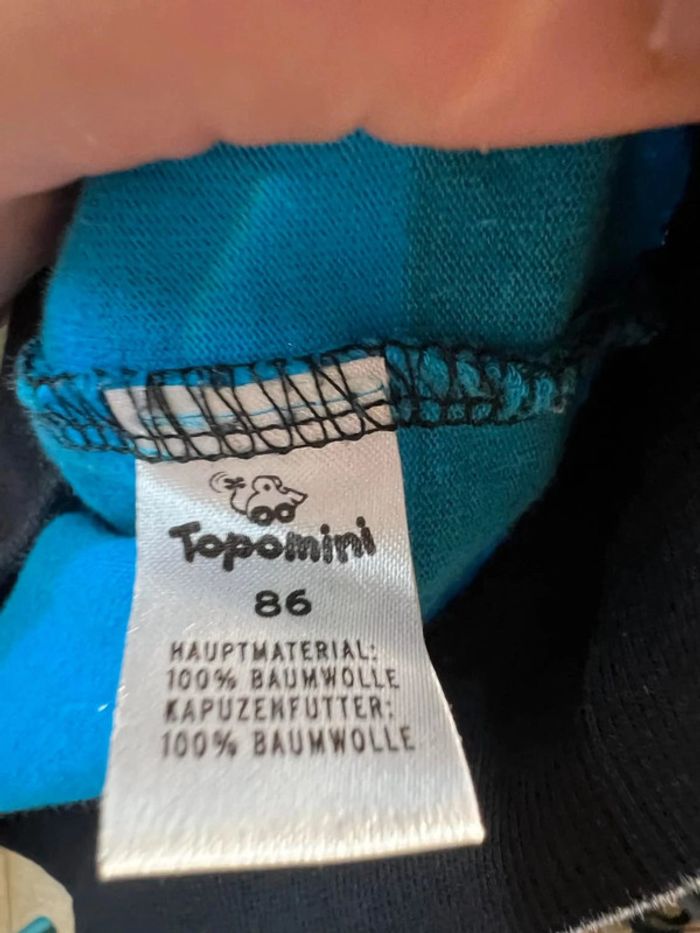 Topomini
86
HAUPTMATERIAL:
100% BAUMWOLLE
KAPUZENFUTTER:
100% BAUMWOLLE